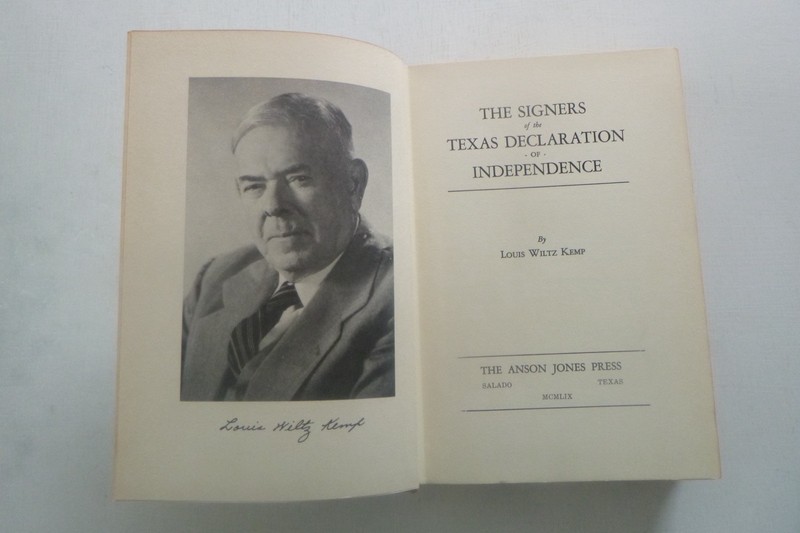 Louis Wiltz Kemp
THE SIGNERS
of the
TEXAS DECLARATION
· OF ·
INDEPENDENCE
By
LOUIS WILTZ KEMP
THE ANSON JONES PRESS
SALADO TEXAS
MCMLIX